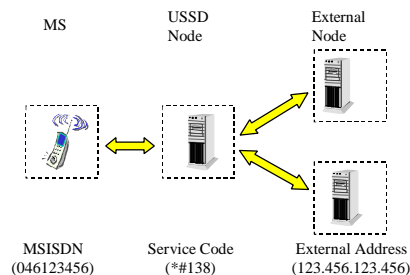 MS
USSD
Node
External
Node
MSISDN
(046123456)
Service Code
(*#138)
External Address
(123.456.123.456)